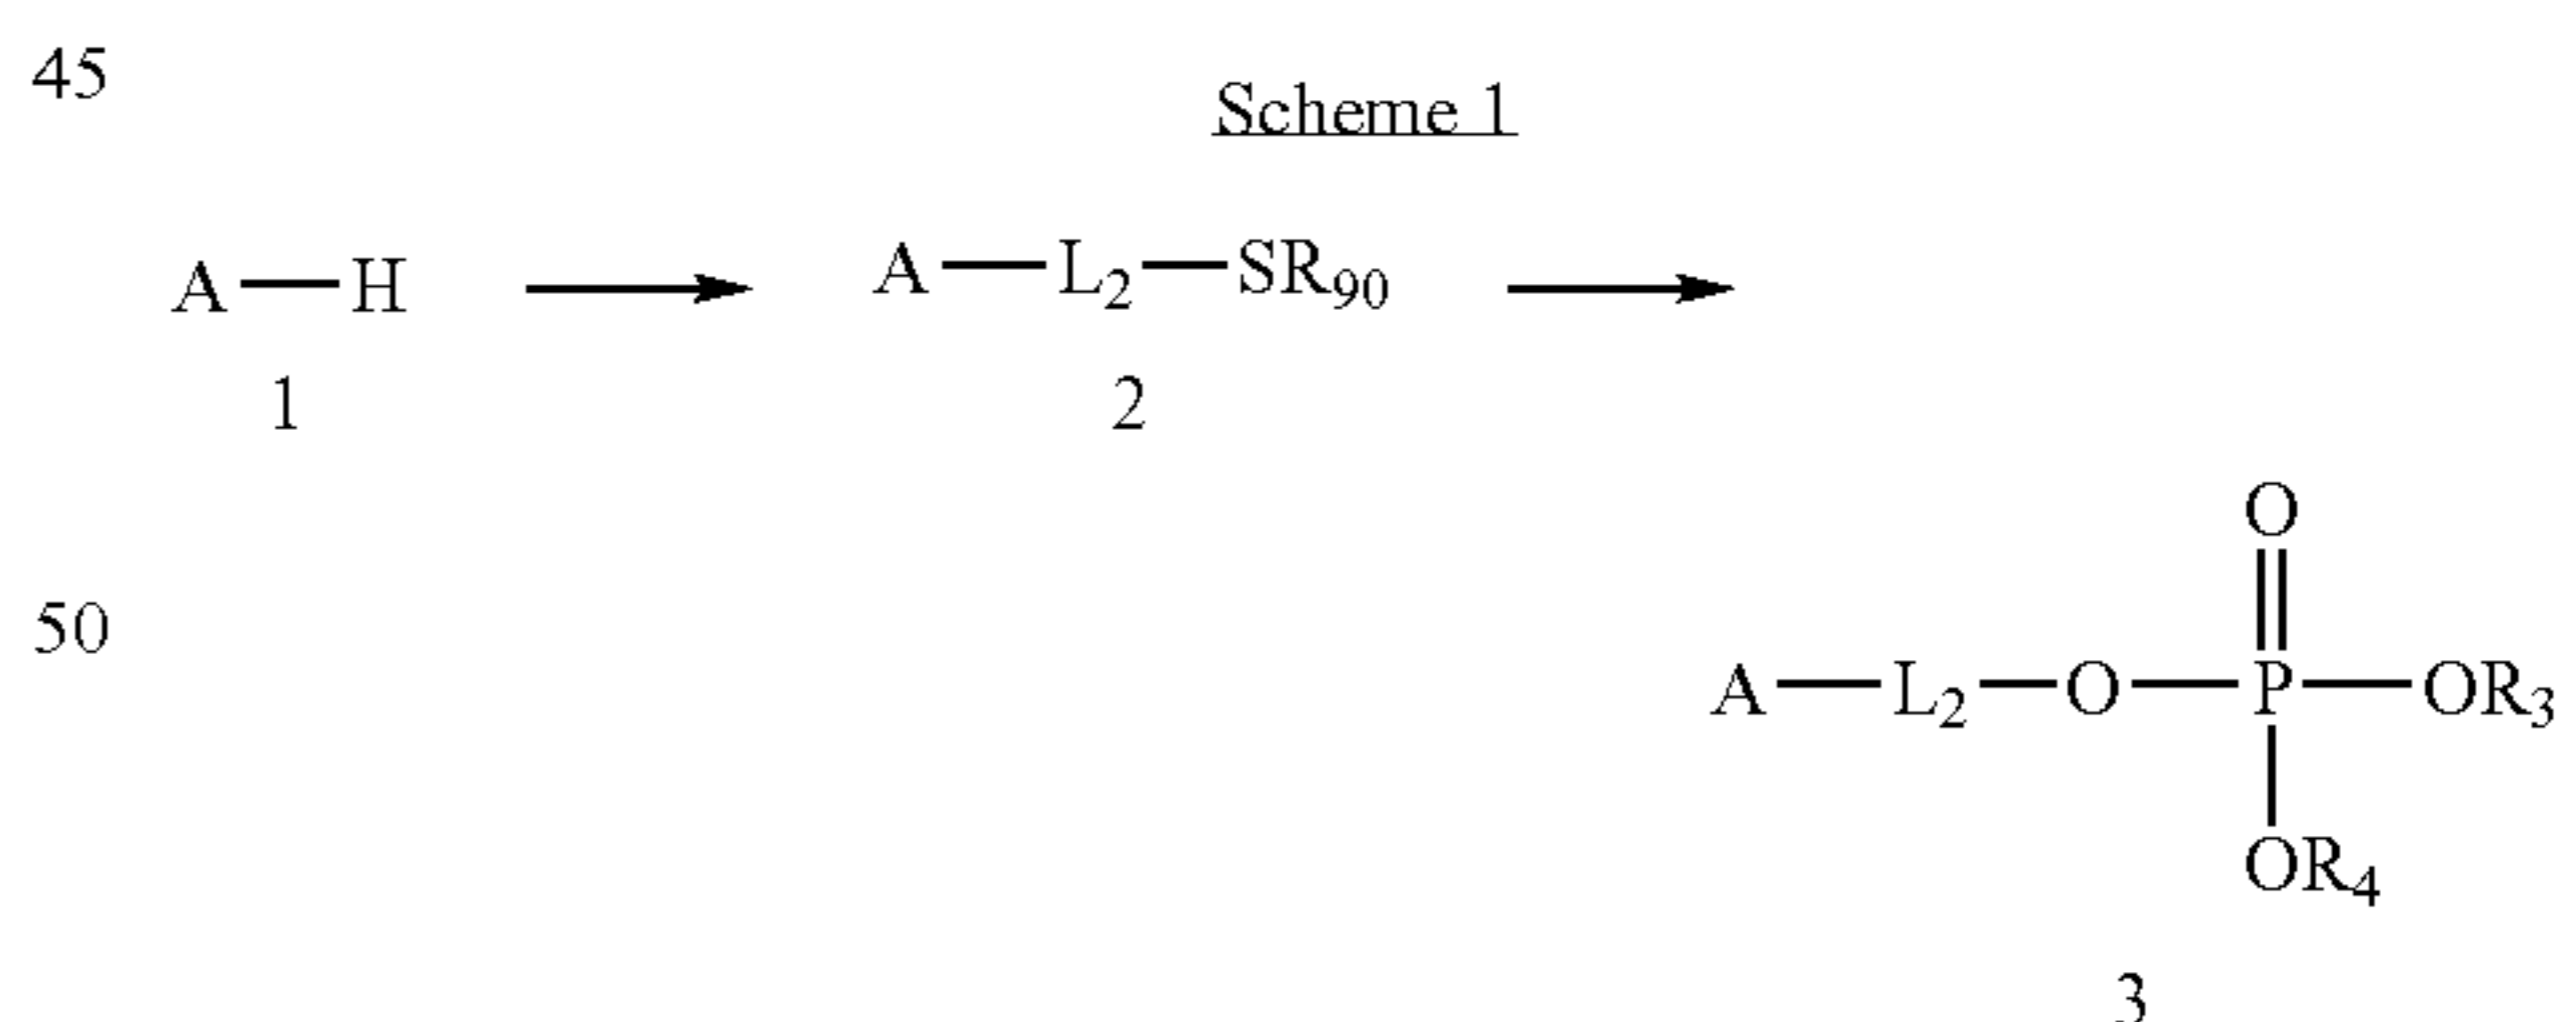 45
Scheme 1
A—H → A—L2—SR90 →
1 2
O
50
A—L2—O—P—OR3
OR4
3